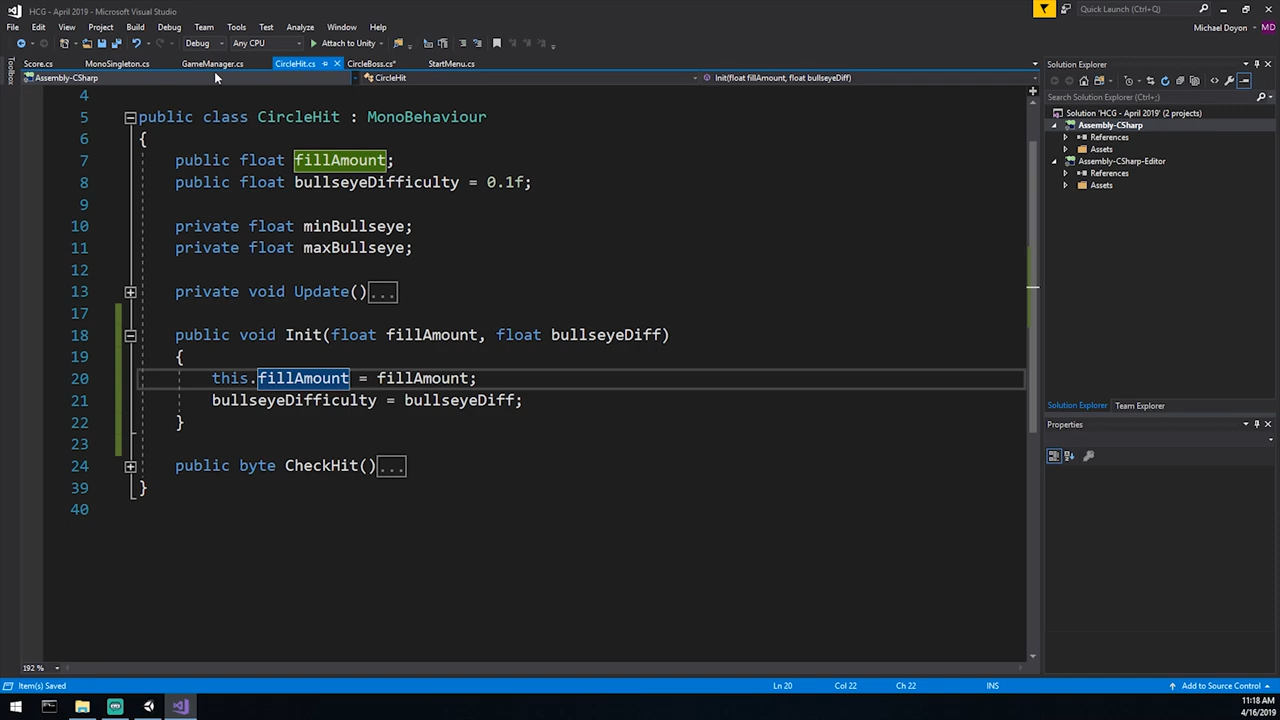 HCG - April 2019 - Microsoft Visual Studio
Quick Launch (Ctrl+Q)
File Edit View Project Build Debug Team Tools Test Analyze Window Help
Michael Doyon MD
Debug Any CPU Attach to Unity
Score.cs MonoSingleton.cs GameManager.cs CircleHit.cs CircleBoss.cs* StartMenu.cs
Assembly-CSharp CircleHit Init(float fillAmount, float bullseyeDiff)
Toolbox
4
5 public class CircleHit : MonoBehaviour
6 {
7 public float fillAmount;
8 public float bullseyeDifficulty = 0.1f;
9
10 private float minBullseye;
11 private float maxBullseye;
12
13 private void Update()...
17
18 public void Init(float fillAmount, float bullseyeDiff)
19 {
20 this.fillAmount = fillAmount;
21 bullseyeDifficulty = bullseyeDiff;
22 }
23
24 public byte CheckHit()...
39 }
40
192 %
Solution Explorer
Search Solution Explorer (Ctrl+;)
Solution 'HCG - April 2019' (2 projects)
Assembly-CSharp
References
Assets
Assembly-CSharp-Editor
References
Assets
Solution Explorer Team Explorer
Properties
Item(s) Saved Ln 20 Col 22 Ch 22 INS Add to Source Control
11:18 AM
4/16/2019